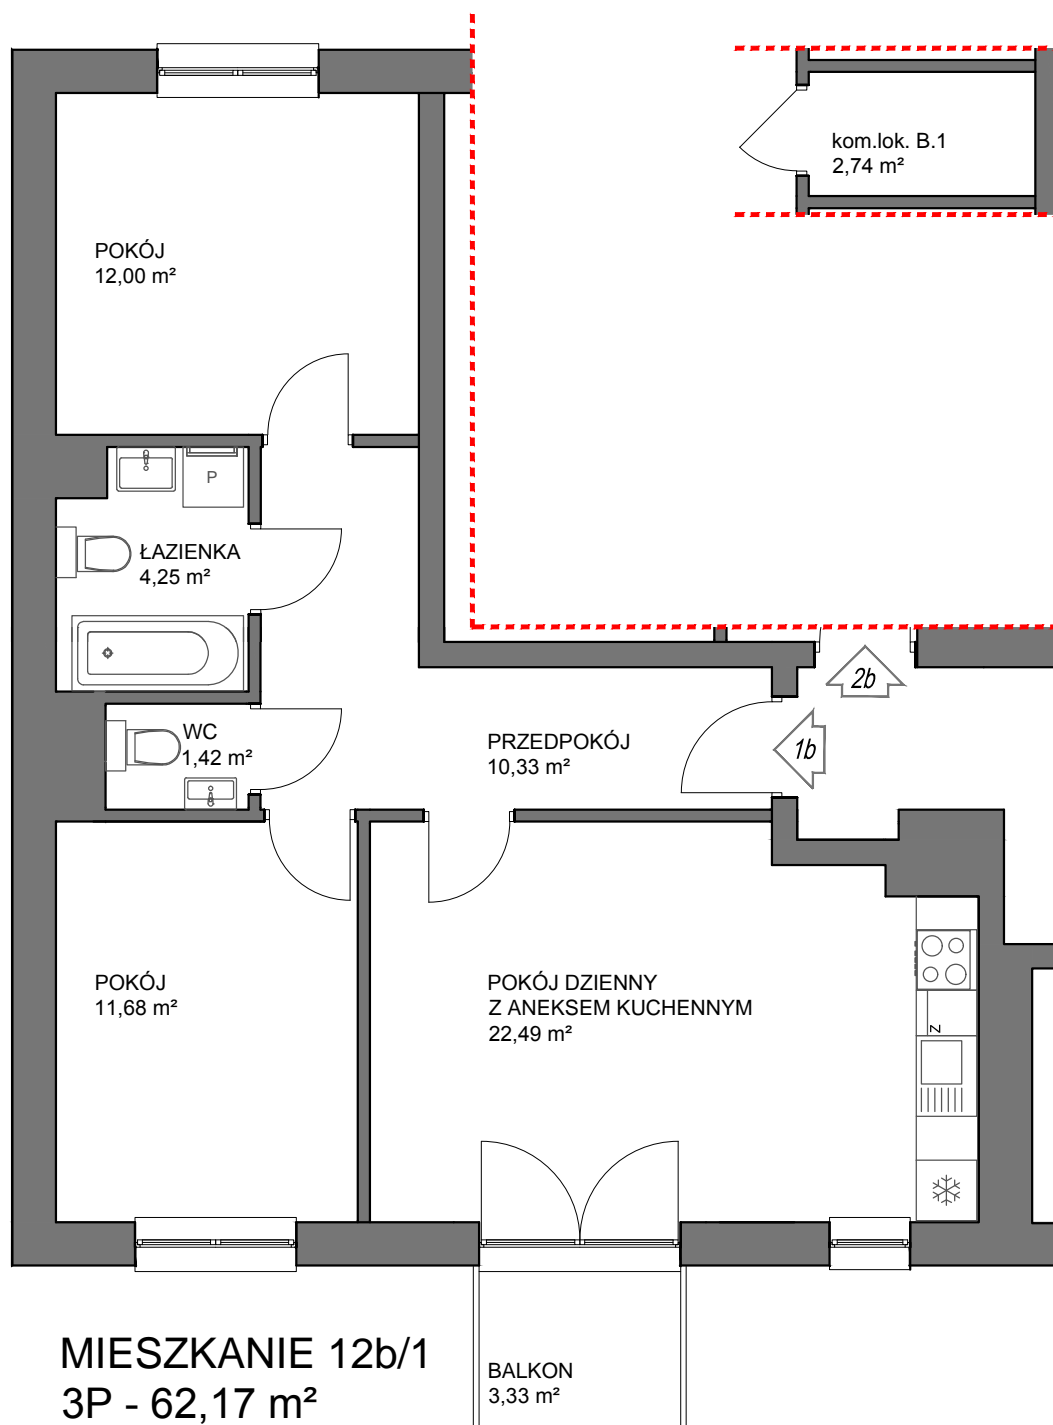 kom.lok. B.1
2,74 m²
POKÓJ
12,00 m²
P
ŁAZIENKA
4,25 m²
2b
WC
1,42 m²
PRZEDPOKÓJ
10,33 m²
1b
POKÓJ
11,68 m²
POKÓJ DZIENNY
Z ANEKSEM KUCHENNYM
22,49 m²
Z
MIESZKANIE 12b/1
3P - 62,17 m²
BALKON
3,33 m²